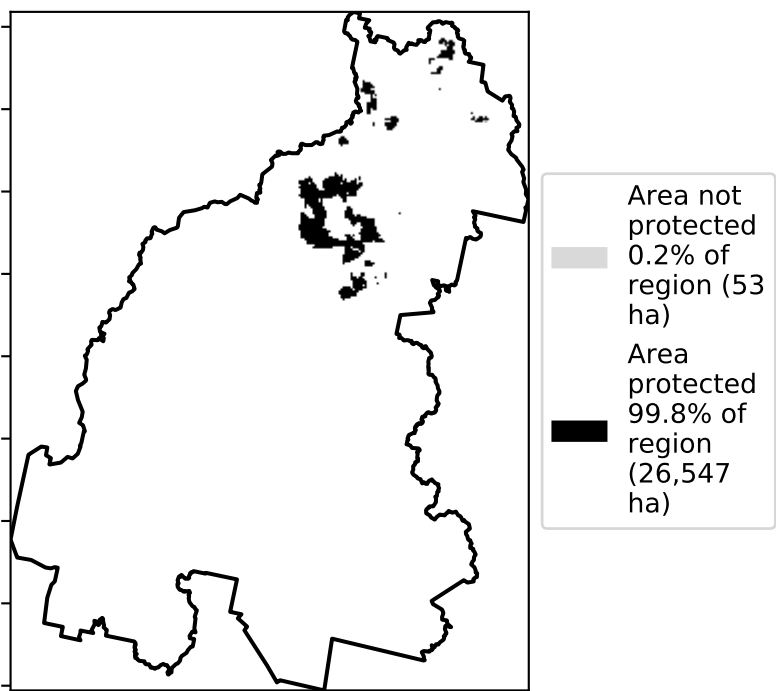 Area not
protected
0.2% of
region (53
ha)
Area
protected
99.8% of
region
(26,547
ha)